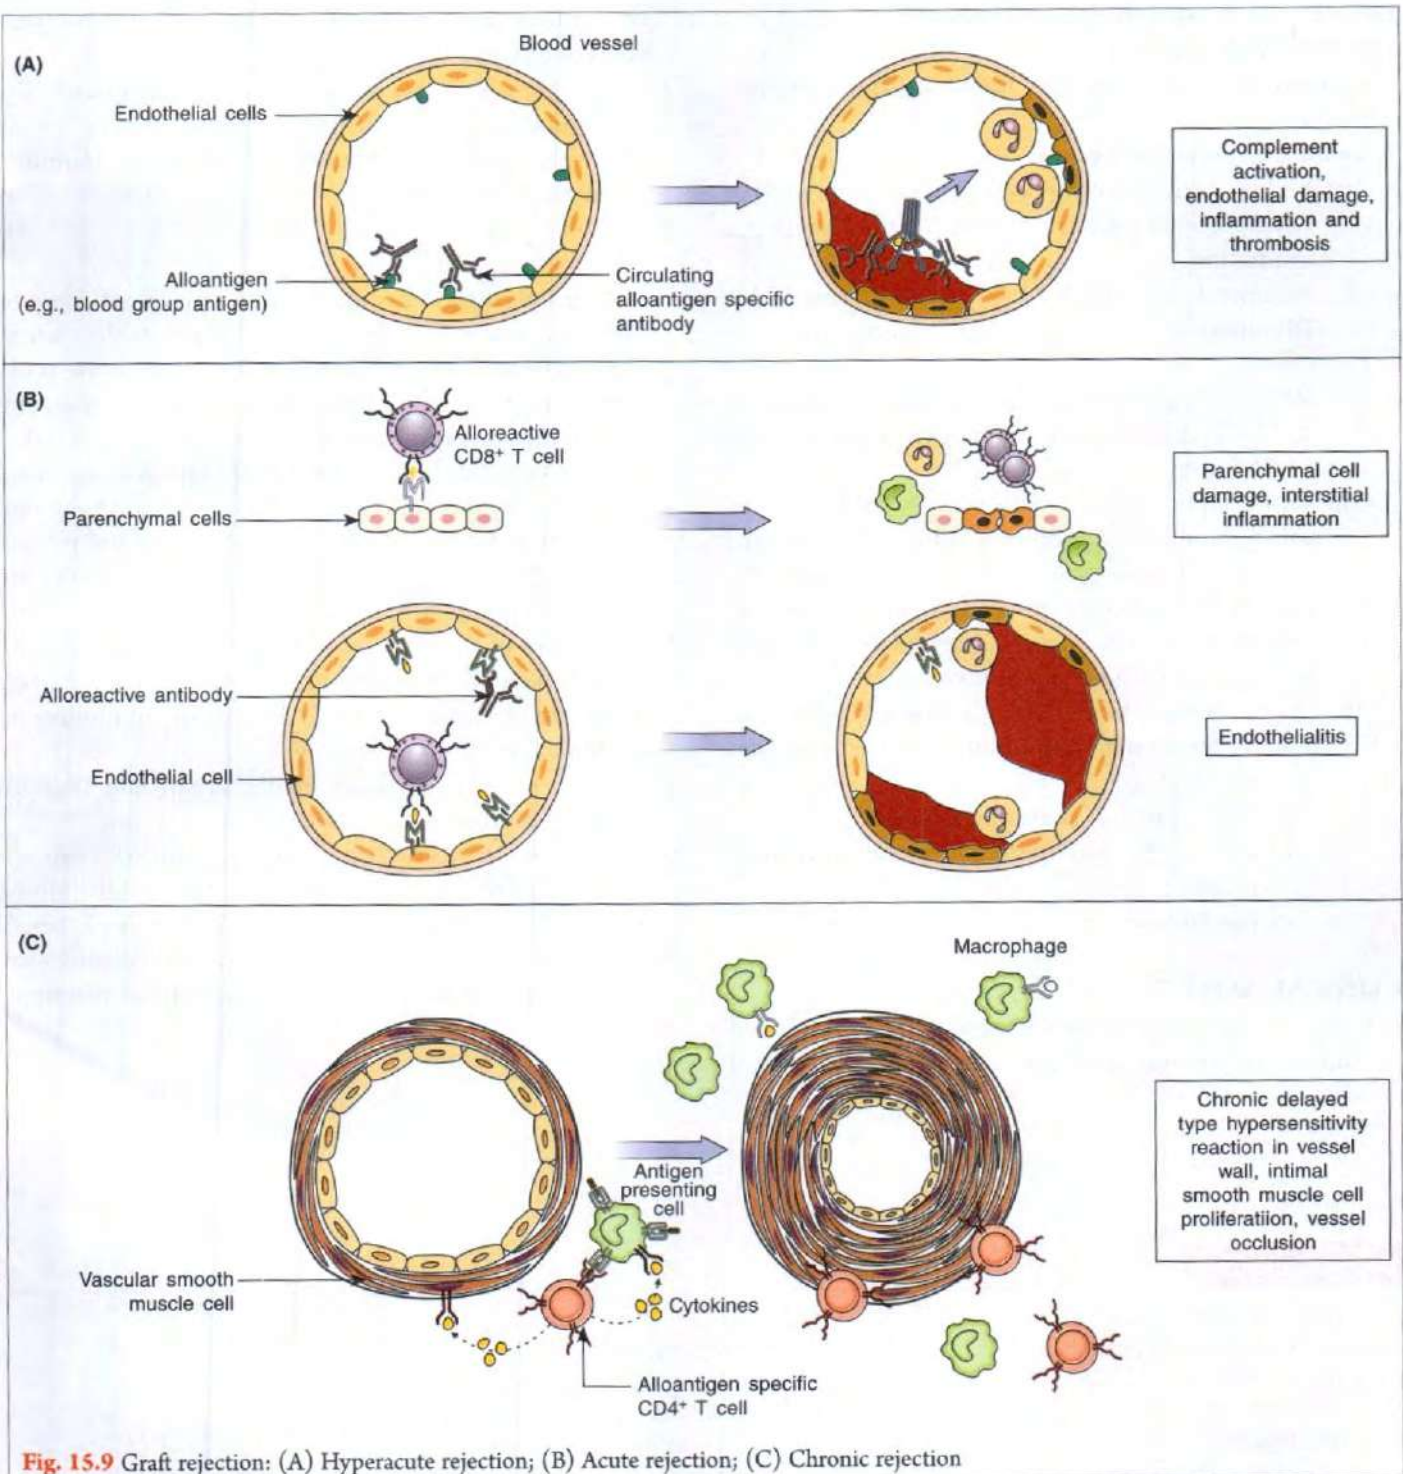 Blood vessel
(A)
Endothelial cells
Alloantigen
(e.g., blood group antigen)
Circulating
alloantigen specific
antibody
Complement
activation,
endothelial damage,
inflammation and
thrombosis
(B)
Alloreactive
CD8+ T cell
Parenchymal cells
Parenchymal cell
damage, interstitial
inflammation
Alloreactive antibody
Endothelial cell
Endothelialitis
(C)
Macrophage
Antigen
presenting
cell
Vascular smooth
muscle cell
Cytokines
Alloantigen specific
CD4+ T cell
Chronic delayed
type hypersensitivity
reaction in vessel
wall, intimal
smooth muscle cell
proliferatiion, vessel
occlusion
Fig. 15.9 Graft rejection: (A) Hyperacute rejection; (B) Acute rejection; (C) Chronic rejection